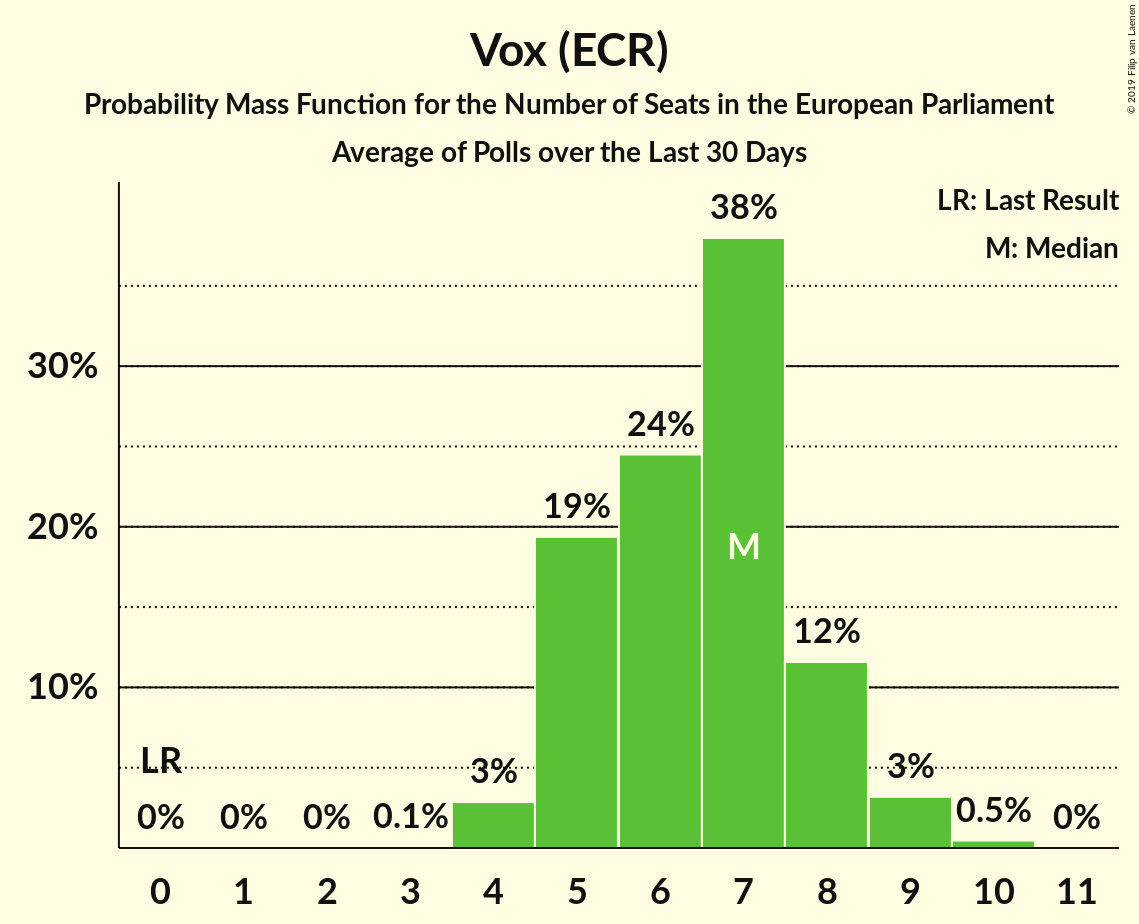 Vox (ECR)
Probability Mass Function for the Number of Seats in the European Parliament
Average of Polls over the Last 30 Days
© 2019 Filip van Laenen
LR: Last Result
M: Median
38%
30%
24%
19%
20%
M
12%
10%
LR
3%
3%
0%
0%
0%
0.1%
0.5%
0%
0 1 2 3 4 5 6 7 8 9 10 11